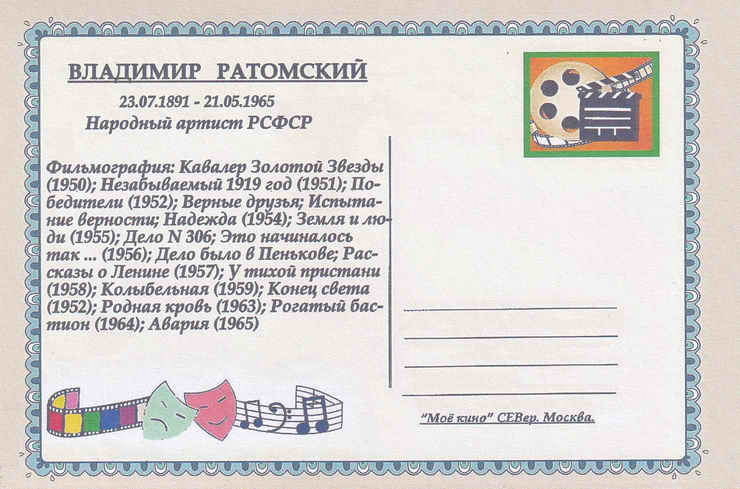 ВЛАДИМИР РАТОМСКИЙ
23.07.1891 - 21.05.1965
Народный артист РСФСР
Фильмография: Кавалер Золотой Звезды
(1950); Незабываемый 1919 год (1951); По-
бедители (1952); Верные друзья; Испыта-
ние верности; Надежда (1954); Земля и лю-
ди (1955); Дело N 306; Это начиналось
так ... (1956); Дело было в Пенькове; Рас-
сказы о Ленине (1957); У тихой пристани
(1958); Колыбельная (1959); Конец света
(1952); Родная кровь (1963); Рогатый бас-
тион (1964); Авария (1965)
"Моё кино" СЕВер. Москва.